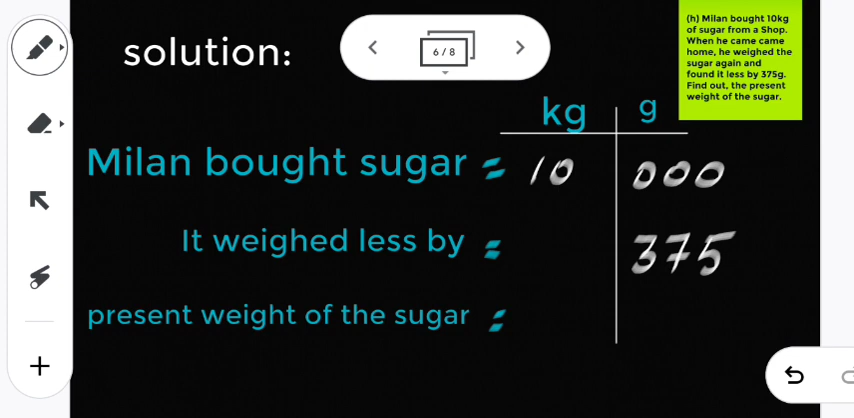 solution:
6 / 8
(h) Milan bought 10kg
of sugar from a Shop.
When he came came
home, he weighed the
sugar again and
found it less by 375g.
Find out, the present
weight of the sugar.
kg g
Milan bought sugar = 10 000
It weighed less by = 375
present weight of the sugar =